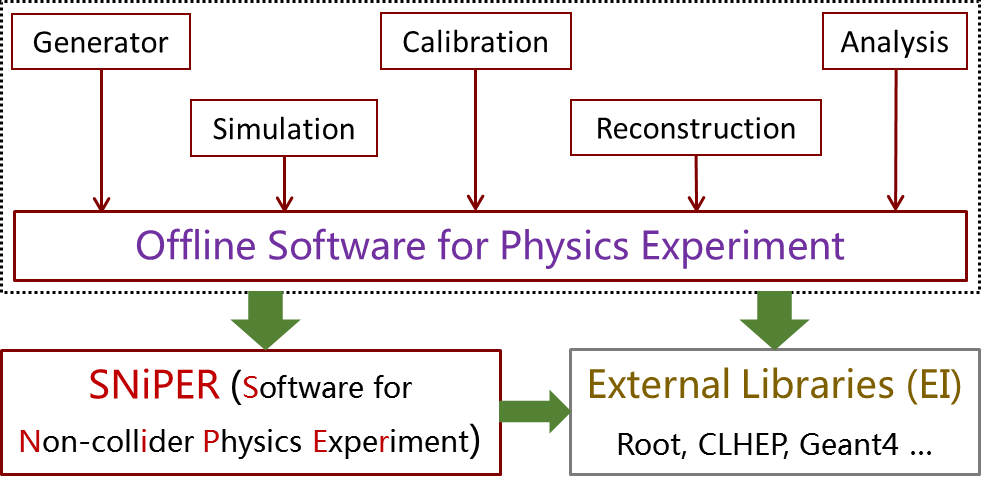 Generator
Calibration
Analysis
Simulation
Reconstruction
Offline Software for Physics Experiment
SNiPER (Software for
Non-collider Physics Experiment)
External Libraries (EI)
Root, CLHEP, Geant4 ...